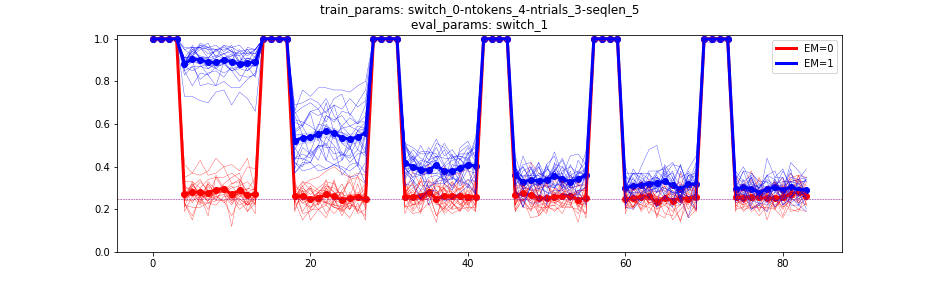 train_params: switch_0-ntokens_4-ntrials_3-seqlen_5
eval_params: switch_1
1.0
0.8
0.6
0.4
0.2
0.0
0
20
40
60
80
EM=0
EM=1